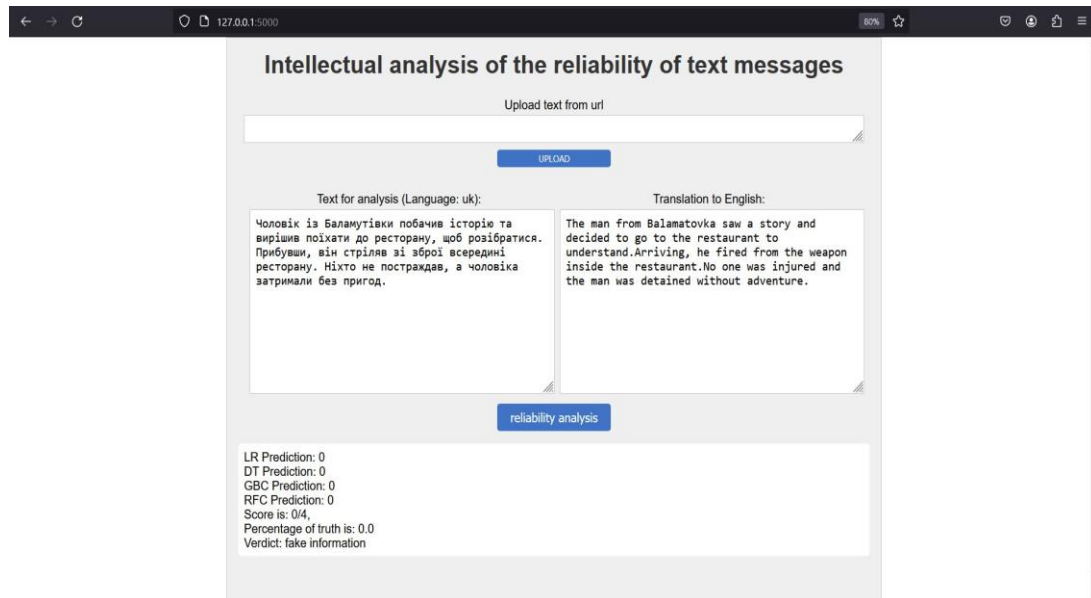 127.0.0.1:5000
80%
Intellectual analysis of the reliability of text messages
Upload text from url
UPLOAD
Text for analysis (Language: uk):
Чоловік із Баламутівки побачив історію та
вирішив поїхати до ресторану, щоб розібратися.
Прибувши, він стріляв зі зброї всередині
ресторану. Ніхто не постраждав, а чоловіка
затримали без пригод.
Translation to English:
The man from Balamatovka saw a story and
decided to go to the restaurant to
understand.Arriving, he fired from the weapon
inside the restaurant.No one was injured and
the man was detained without adventure.
reliability analysis
LR Prediction: 0
DT Prediction: 0
GBC Prediction: 0
RFC Prediction: 0
Score is: 0/4,
Percentage of truth is: 0.0
Verdict: fake information